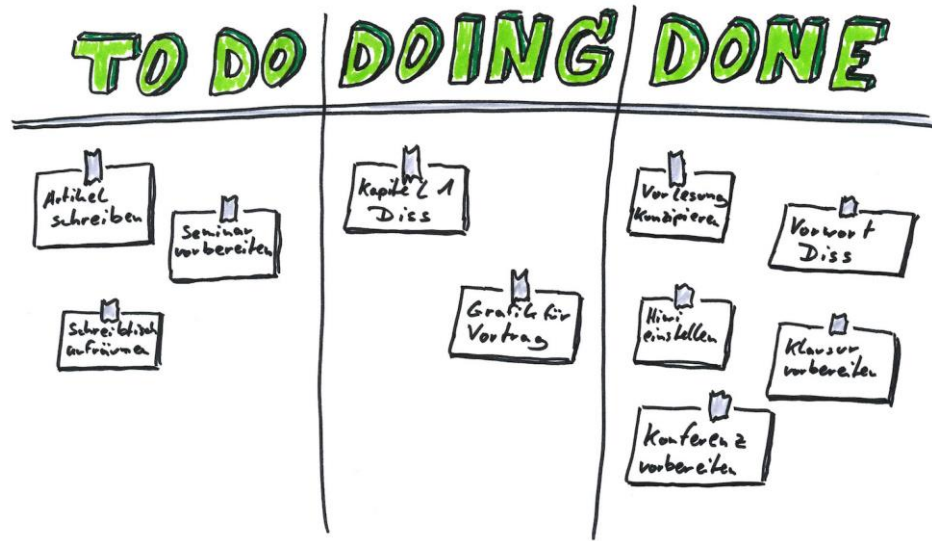 TO DO
DOING
DONE
Artikel
schreiben
Seminar
vorbereiten
Schreibtisch
aufräumen
Kapitel 1
Diss
Grafik für
Vortrag
Vorlesung
Konzipieren
Vorwort
Diss
Hiwi
einstellen
Klausur
vorbereiten
Konferenz
vorbereiten